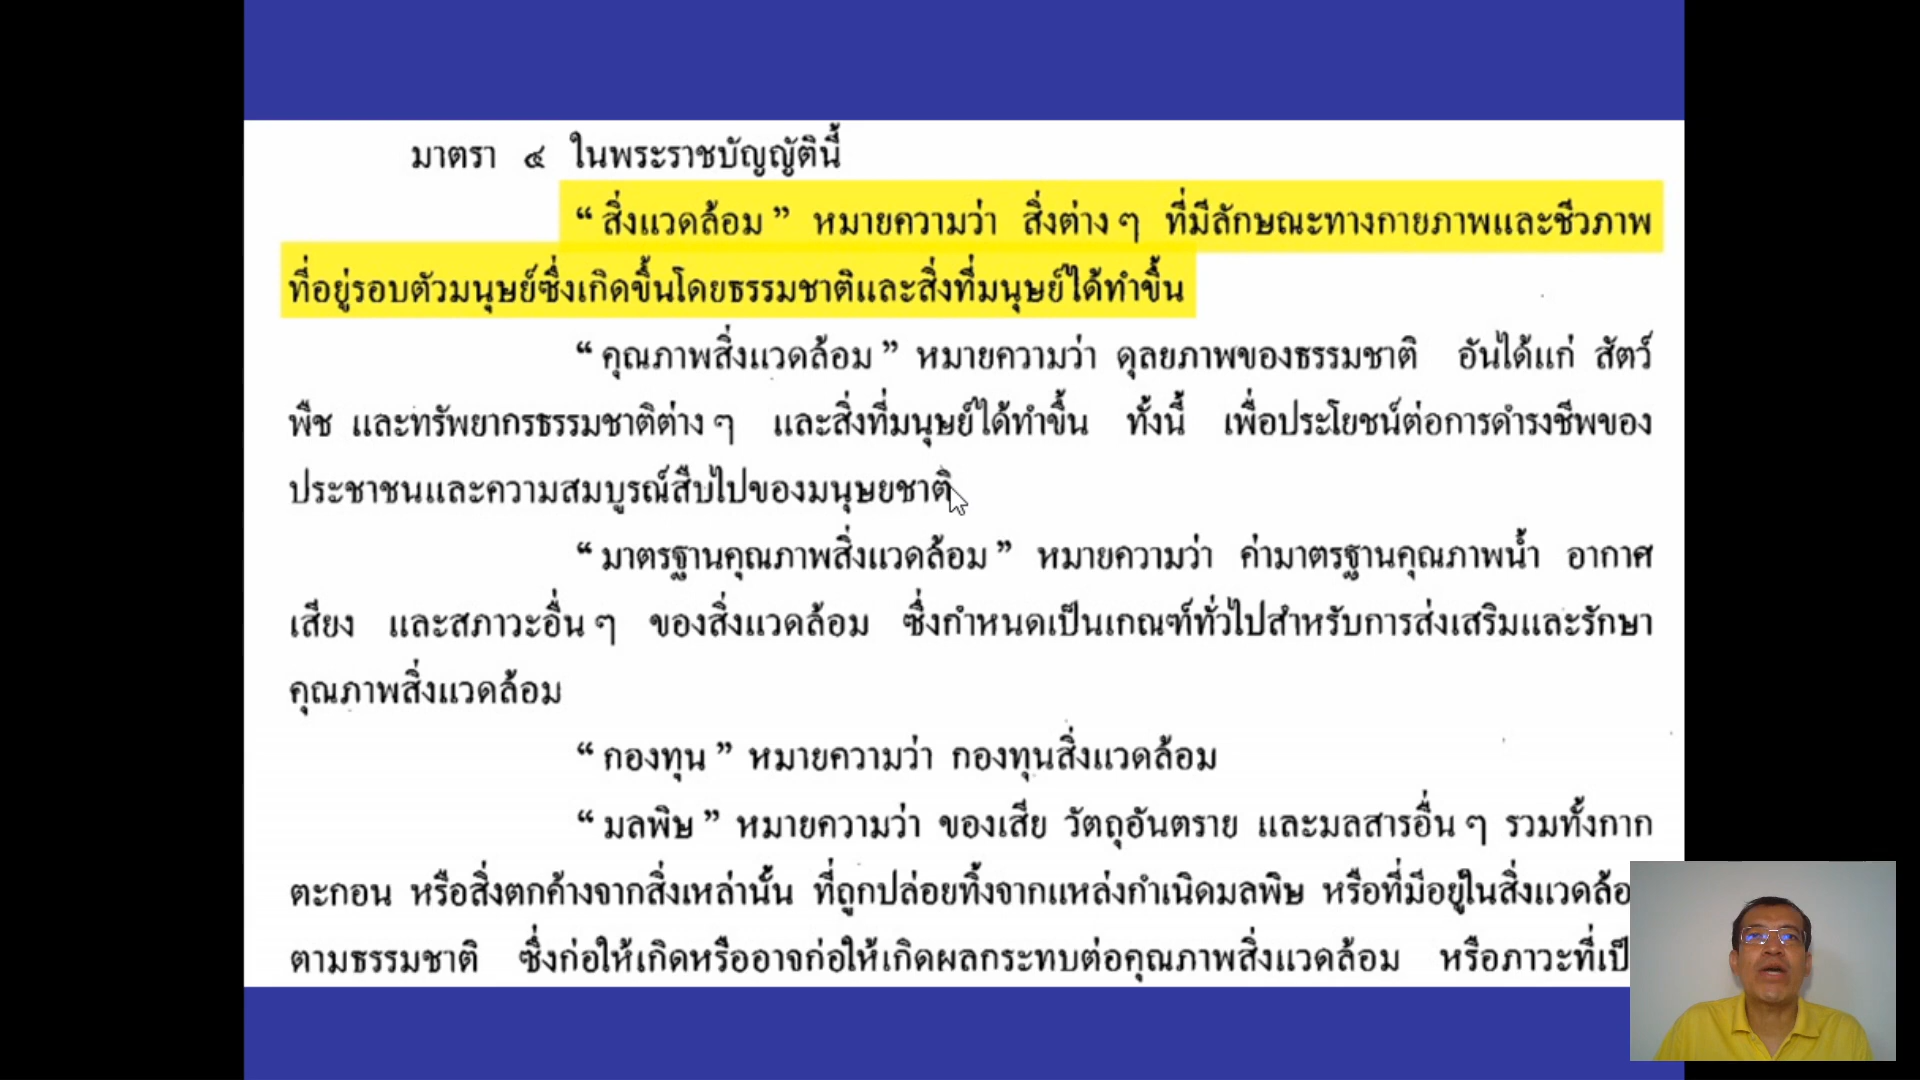 มาตรา ๔ ในพระราชบัญญัตินี้
“ สิ่งแวดล้อม ” หมายความว่า สิ่งต่าง ๆ ที่มีลักษณะทางกายภาพและชีวภาพ
ที่อยู่รอบตัวมนุษย์ซึ่งเกิดขึ้นโดยธรรมชาติและสิ่งที่มนุษย์ได้ทำขึ้น
“ คุณภาพสิ่งแวดล้อม ” หมายความว่า ดุลยภาพของธรรมชาติ อันได้แก่ สัตว์
พืช และทรัพยากรธรรมชาติต่าง ๆ และสิ่งที่มนุษย์ได้ทำขึ้น ทั้งนี้ เพื่อประโยชน์ต่อการดำรงชีพของ
ประชาชนและความสมบูรณ์สืบไปของมนุษยชาติ
“ มาตรฐานคุณภาพสิ่งแวดล้อม ” หมายความว่า ค่ามาตรฐานคุณภาพน้ำ อากาศ
เสียง และสภาวะอื่น ๆ ของสิ่งแวดล้อม ซึ่งกำหนดเป็นเกณฑ์ทั่วไปสำหรับการส่งเสริมและรักษา
คุณภาพสิ่งแวดล้อม
“ กองทุน ” หมายความว่า กองทุนสิ่งแวดล้อม
“ มลพิษ ” หมายความว่า ของเสีย วัตถุอันตราย และมลสารอื่น ๆ รวมทั้งกาก
ตะกอน หรือสิ่งตกค้างจากสิ่งเหล่านั้น ที่ถูกปล่อยทิ้งจากแหล่งกำเนิดมลพิษ หรือที่มีอยู่ในสิ่งแวดล้อ
ตามธรรมชาติ ซึ่งก่อให้เกิดหรืออาจก่อให้เกิดผลกระทบต่อคุณภาพสิ่งแวดล้อม หรือภาวะที่เป็